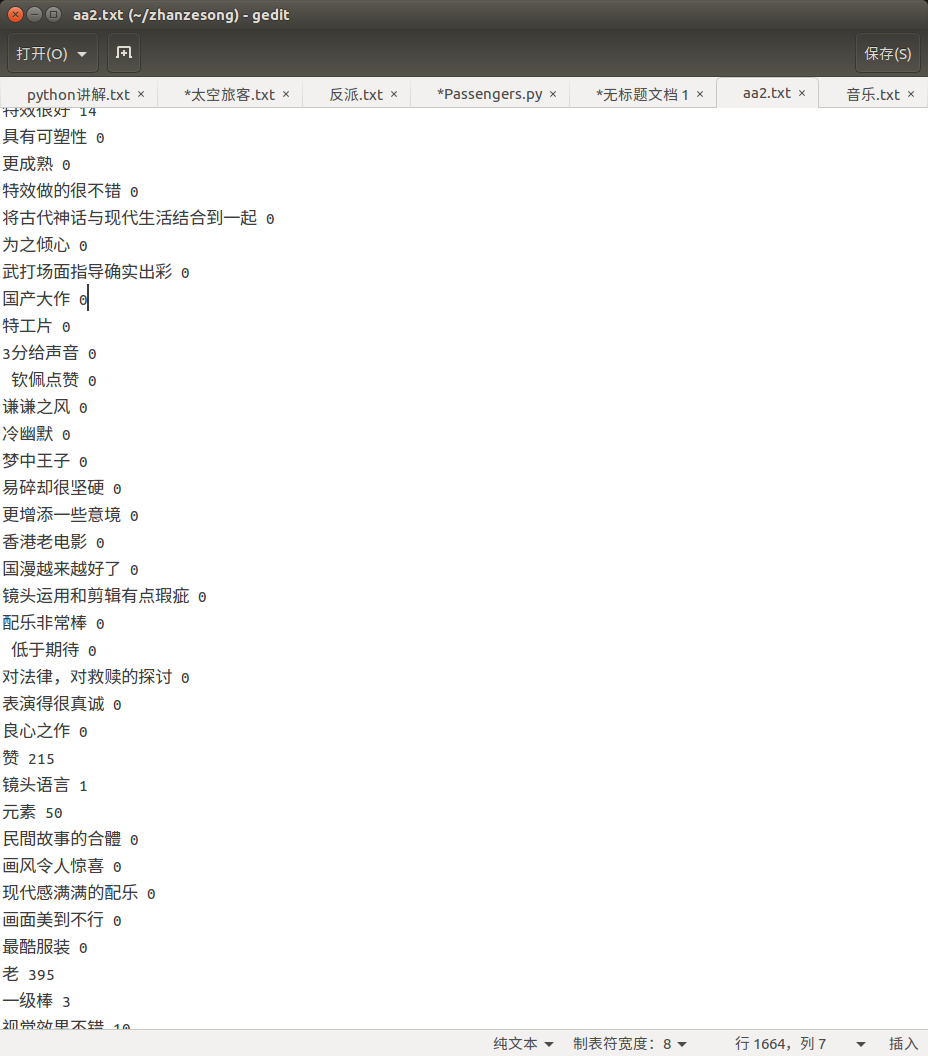 aa2.txt (~/zhanzesong) - gedit
打开(O) 保存(S)
python讲解.txt × *太空旅客.txt × 反派.txt × *Passengers.py × *无标题文档 1 × aa2.txt × 音乐.txt ×
特效很好 14
具有可塑性 0
更成熟 0
特效做的很不错 0
将古代神话与现代生活结合到一起 0
为之倾心 0
武打场面指导确实出彩 0
国产大作 0
特工片 0
3分给声音 0
钦佩点赞 0
谦谦之风 0
冷幽默 0
梦中王子 0
易碎却很坚硬 0
更增添一些意境 0
香港老电影 0
国漫越来越好了 0
镜头运用和剪辑有点瑕疵 0
配乐非常棒 0
低于期待 0
对法律，对救赎的探讨 0
表演得很真诚 0
良心之作 0
赞 215
镜头语言 1
元素 50
民間故事的合體 0
画风令人惊喜 0
现代感满满的配乐 0
画面美到不行 0
最酷服装 0
老 395
一级棒 3
视觉效果不错 10
纯文本 制表符宽度：8 行 1664，列 7 插入